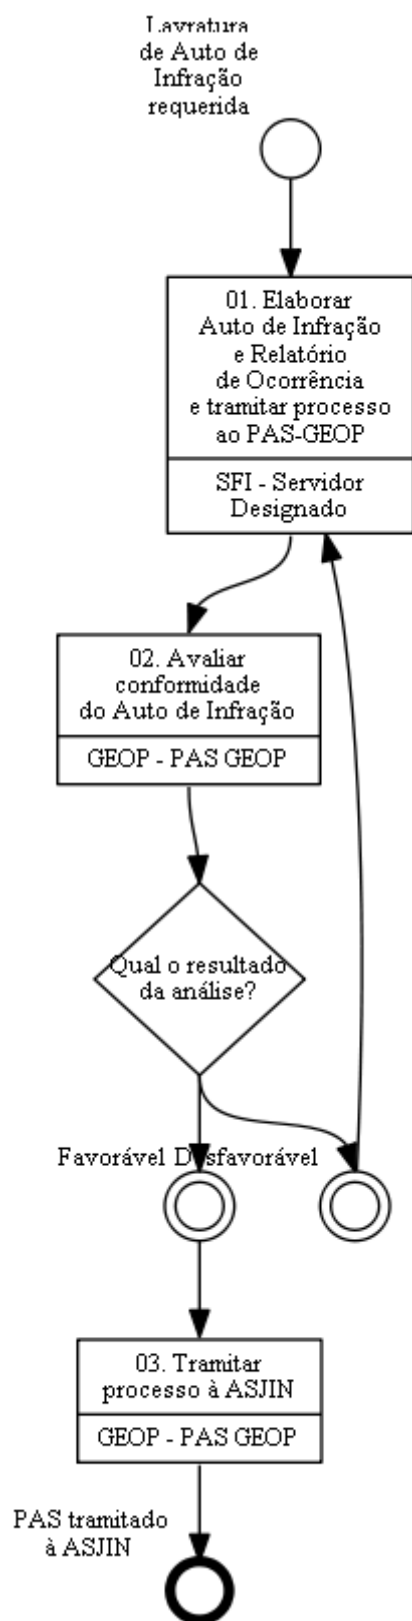 Lavratura
de Auto de
Infração
requerida
01. Elaborar
Auto de Infração
e Relatório
de Ocorrência
e tramitar processo
ao PAS-GEOP
SFI - Servidor
Designado
02. Avaliar
conformidade
do Auto de Infração
GEOP - PAS GEOP
Qual o resultado
da análise?
Favorável Desfavorável
03. Tramitar
processo à ASJIN
GEOP - PAS GEOP
PAS tramitado
à ASJIN